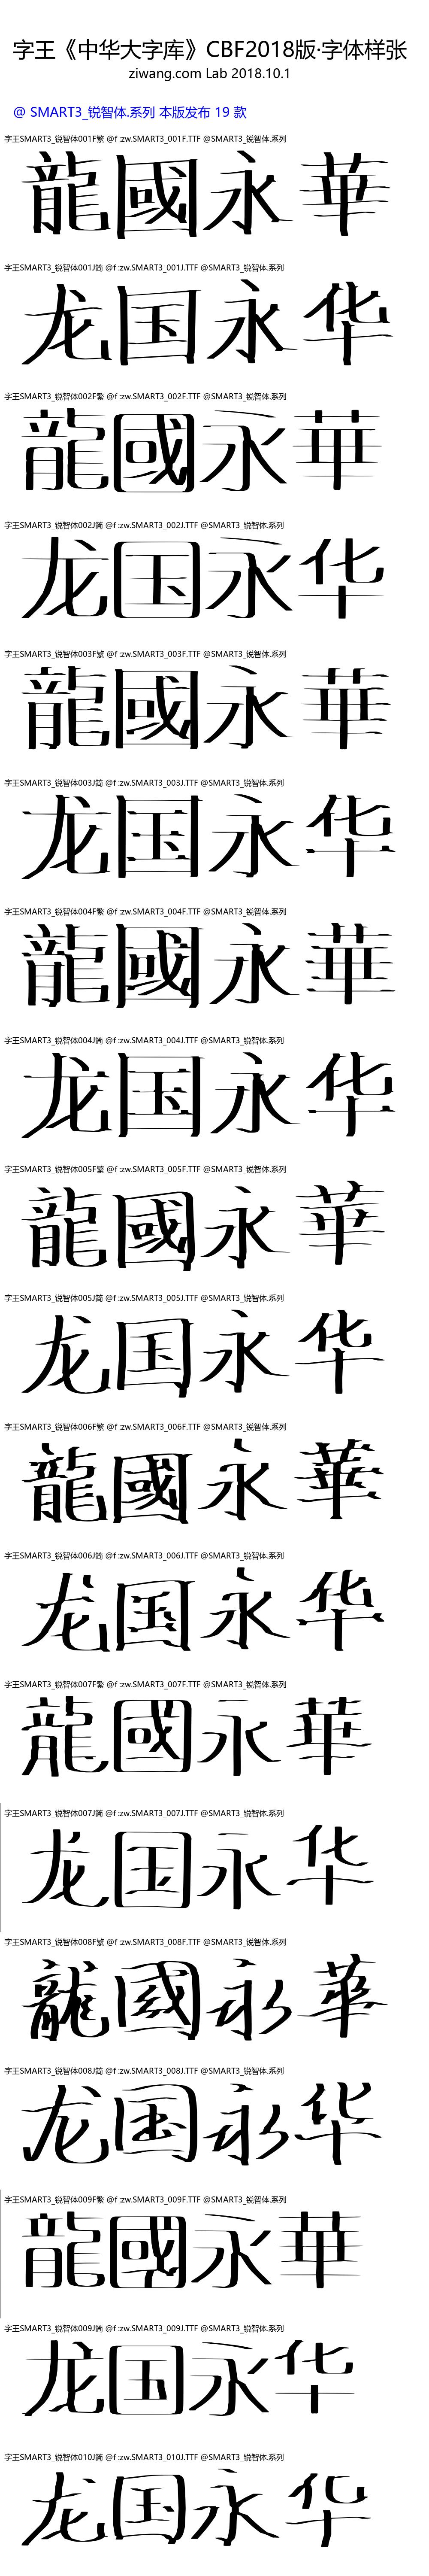 字王《中华大字库》CBF2018版·字体样张
ziwang.com Lab 2018.10.1
@ SMART3_锐智体.系列 本版发布 19 款
字王SMART3_锐智体001F繁 @f :zw.SMART3_001F.TTF @SMART3_锐智体.系列
龍國永華
字王SMART3_锐智体001J简 @f :zw.SMART3_001J.TTF @SMART3_锐智体.系列
龙国永华
字王SMART3_锐智体002F繁 @f :zw.SMART3_002F.TTF @SMART3_锐智体.系列
龍國永華
字王SMART3_锐智体002J简 @f :zw.SMART3_002J.TTF @SMART3_锐智体.系列
龙国永华
字王SMART3_锐智体003F繁 @f :zw.SMART3_003F.TTF @SMART3_锐智体.系列
龍國永華
字王SMART3_锐智体003J简 @f :zw.SMART3_003J.TTF @SMART3_锐智体.系列
龙国永华
字王SMART3_锐智体004F繁 @f :zw.SMART3_004F.TTF @SMART3_锐智体.系列
龍國永華
字王SMART3_锐智体004J简 @f :zw.SMART3_004J.TTF @SMART3_锐智体.系列
龙国永华
字王SMART3_锐智体005F繁 @f :zw.SMART3_005F.TTF @SMART3_锐智体.系列
龍國永華
字王SMART3_锐智体005J简 @f :zw.SMART3_005J.TTF @SMART3_锐智体.系列
龙国永华
字王SMART3_锐智体006F繁 @f :zw.SMART3_006F.TTF @SMART3_锐智体.系列
龍國永華
字王SMART3_锐智体006J简 @f :zw.SMART3_006J.TTF @SMART3_锐智体.系列
龙国永华
字王SMART3_锐智体007F繁 @f :zw.SMART3_007F.TTF @SMART3_锐智体.系列
龍國永華
字王SMART3_锐智体007J简 @f :zw.SMART3_007J.TTF @SMART3_锐智体.系列
龙国永华
字王SMART3_锐智体008F繁 @f :zw.SMART3_008F.TTF @SMART3_锐智体.系列
龍國永華
字王SMART3_锐智体008J简 @f :zw.SMART3_008J.TTF @SMART3_锐智体.系列
龙国永华
字王SMART3_锐智体009F繁 @f :zw.SMART3_009F.TTF @SMART3_锐智体.系列
龍國永華
字王SMART3_锐智体009J简 @f :zw.SMART3_009J.TTF @SMART3_锐智体.系列
龙国永华
字王SMART3_锐智体010J简 @f :zw.SMART3_010J.TTF @SMART3_锐智体.系列
龙国永华